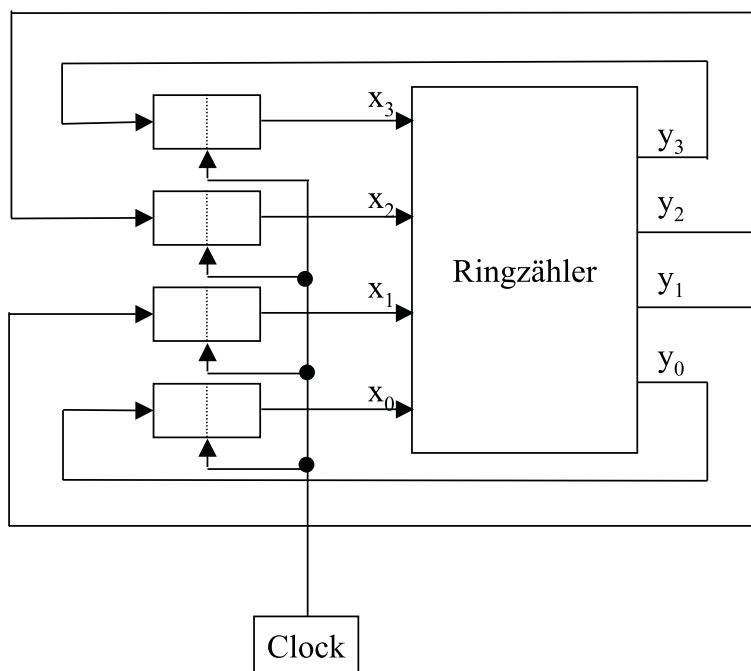 x₃
y₃
x₂
y₂
Ringzähler
x₁
y₁
x₀
y₀
Clock